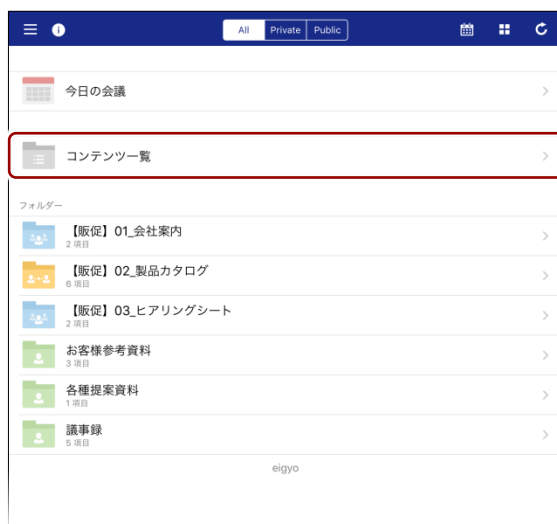 All Private Public
今日の会議
コンテンツ一覧
フォルダー
【販促】01_会社案内
2 項目
【販促】02_製品カタログ
6 項目
【販促】03_ヒアリングシート
2 項目
お客様参考資料
3 項目
各種提案資料
1 項目
議事録
5 項目
eigyo